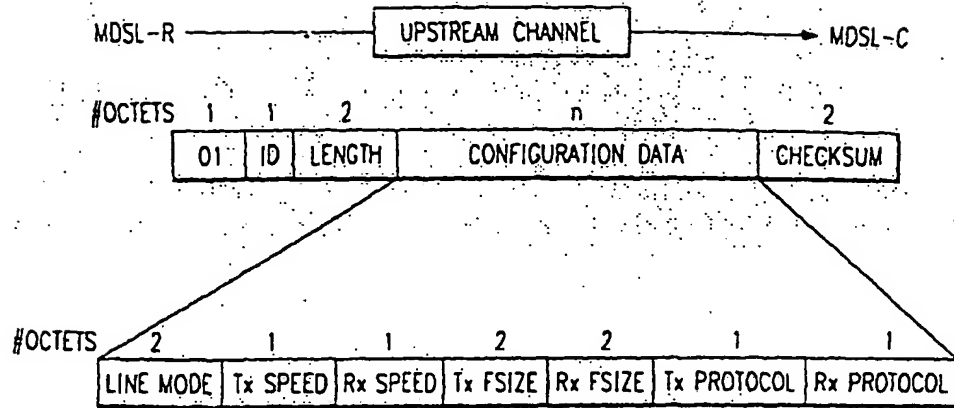 MDSL-R UPSTREAM CHANNEL MDSL-C
#OCTETS 1 1 2 n 2
01 ID LENGTH CONFIGURATION DATA CHECKSUM
#OCTETS 2 1 1 2 2 1 1
LINE MODE Tx SPEED Rx SPEED Tx FSIZE Rx FSIZE Tx PROTOCOL Rx PROTOCOL